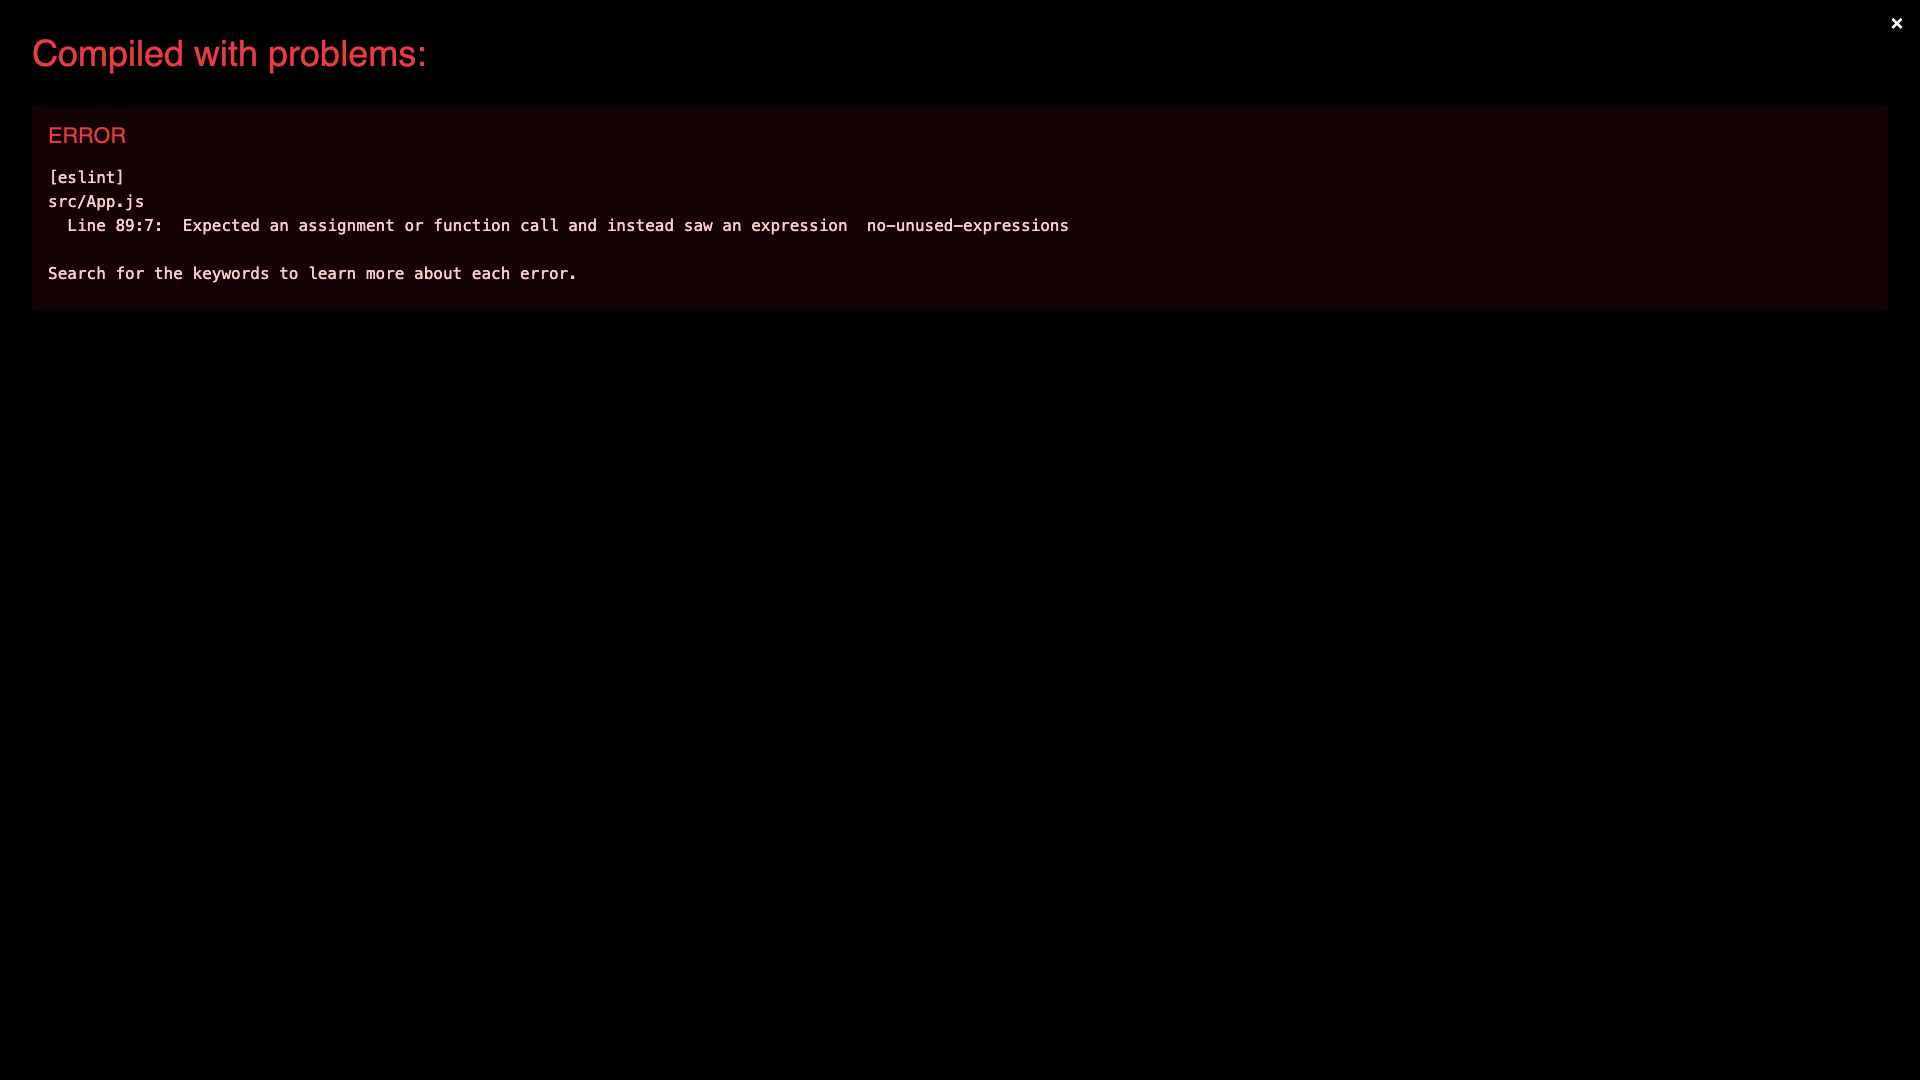 ×
Compiled with problems:
ERROR
[eslint]
src/App.js
  Line 89:7:  Expected an assignment or function call and instead saw an expression  no-unused-expressions
Search for the keywords to learn more about each error.